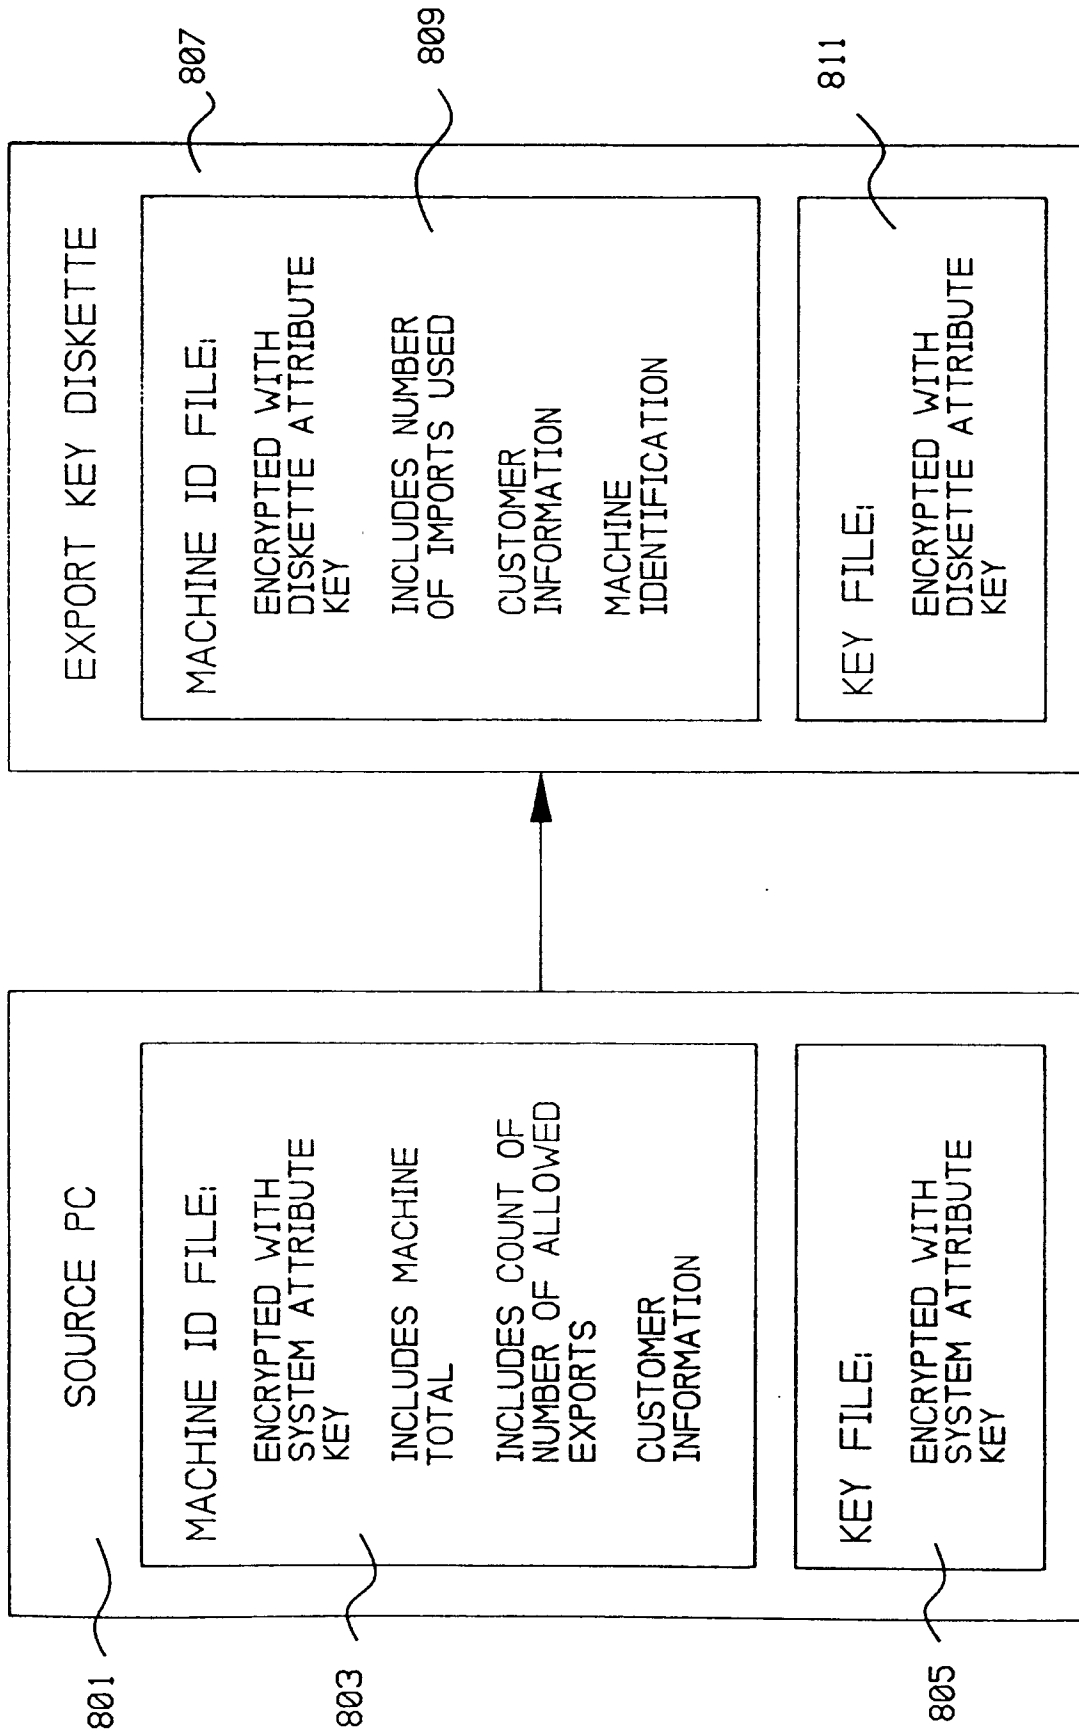 801
SOURCE PC
803
MACHINE ID FILE:
ENCRYPTED WITH
SYSTEM ATTRIBUTE
KEY
INCLUDES MACHINE
TOTAL
INCLUDES COUNT OF
NUMBER OF ALLOWED
EXPORTS
CUSTOMER
INFORMATION
805
KEY FILE:
ENCRYPTED WITH
SYSTEM ATTRIBUTE
KEY
807
EXPORT KEY DISKETTE
809
MACHINE ID FILE:
ENCRYPTED WITH
DISKETTE ATTRIBUTE
KEY
INCLUDES NUMBER
OF IMPORTS USED
CUSTOMER
INFORMATION
MACHINE
IDENTIFICATION
811
KEY FILE:
ENCRYPTED WITH
DISKETTE ATTRIBUTE
KEY